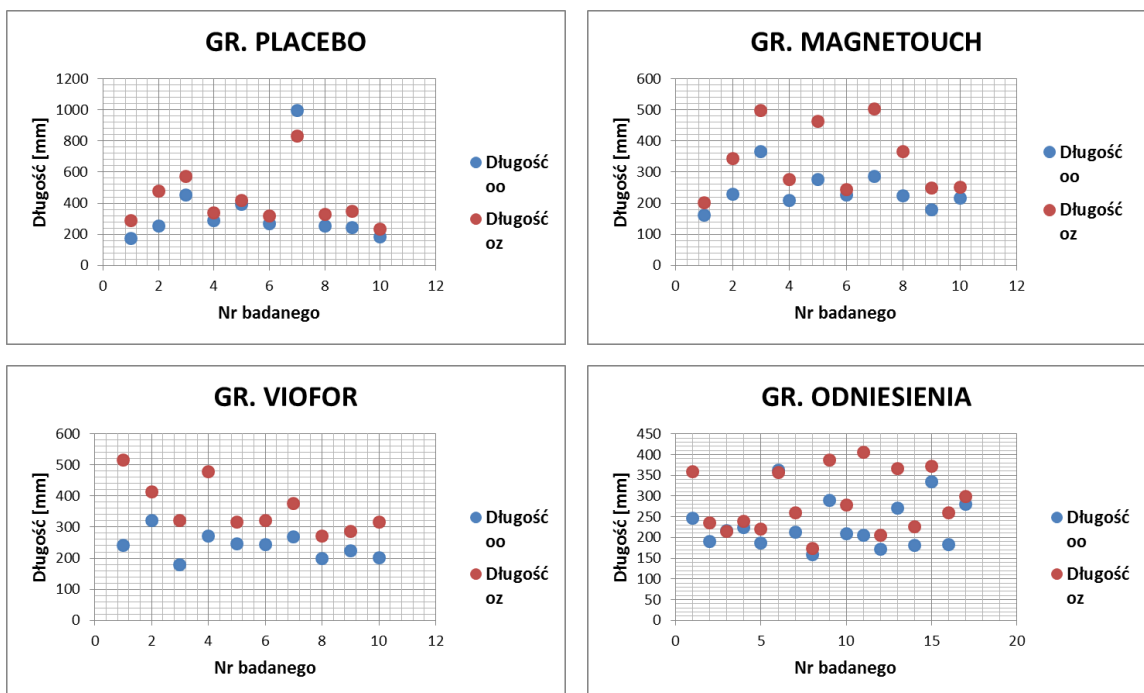 GR. PLACEBO
Długość [mm]
1200
1000
800
600
400
200
0
0 2 4 6 8 10 12
Nr badanego
Długość
oo
Długość
oz
GR. MAGNETOUCH
Długość [mm]
600
500
400
300
200
100
0
0 2 4 6 8 10 12
Nr badanego
Długość
oo
Długość
oz
GR. VIOFOR
Długość [mm]
600
500
400
300
200
100
0
0 2 4 6 8 10 12
Nr badanego
Długość
oo
Długość
oz
GR. ODNIESIENIA
Długość [mm]
450
400
350
300
250
200
150
100
50
0
0 5 10 15 20
Nr badanego
Długość
oo
Długość
oz